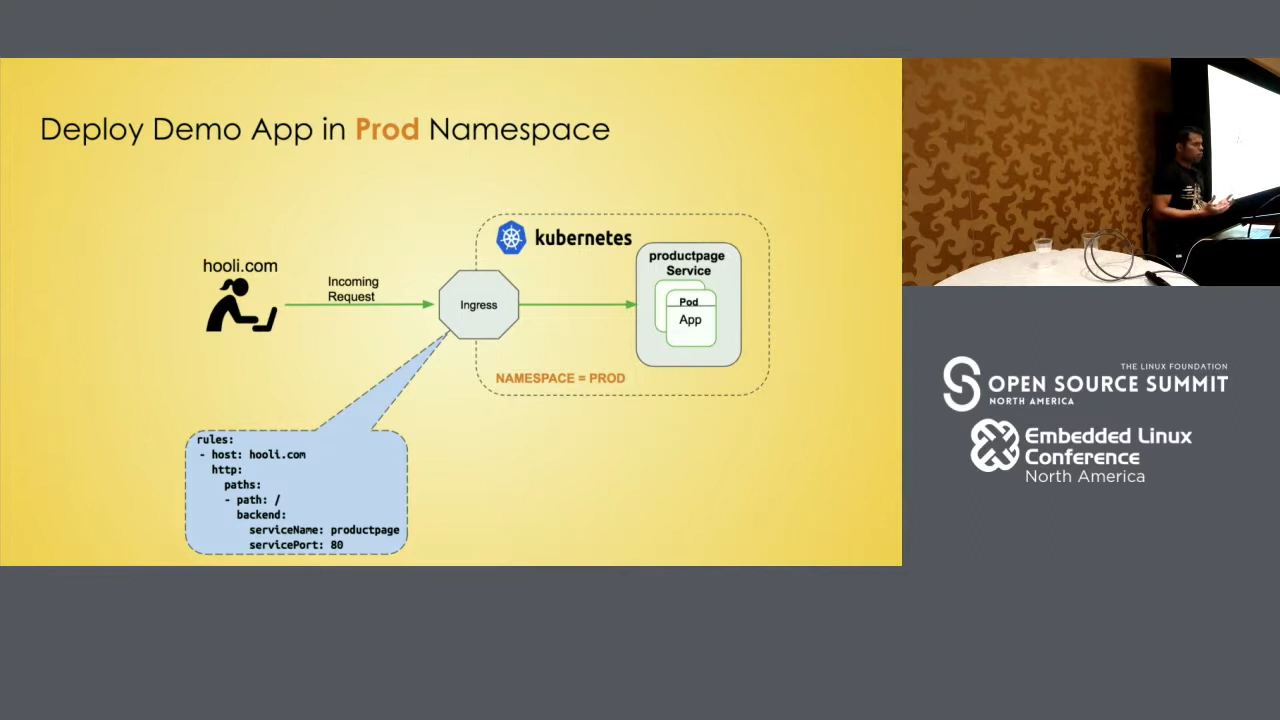 Deploy Demo App in Prod Namespace
kubernetes
productpage
Service
hooli.com
Incoming
Request
Ingress
Pod
App
NAMESPACE = PROD
rules:
- host: hooli.com
http:
paths:
- path: /
backend:
serviceName: productpage
servicePort: 80
THE LINUX FOUNDATION
OPEN SOURCE SUMMIT
NORTH AMERICA
Embedded Linux
Conference
North America